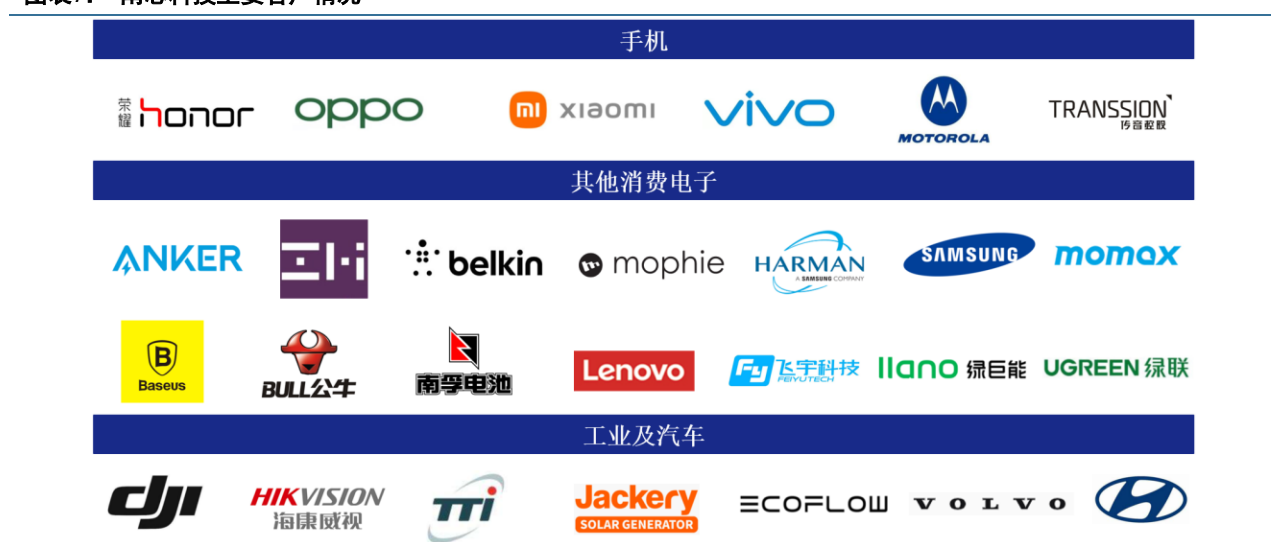 手机
荣耀 honor
oppo
mi xiaomi
vivo
MOTOROLA
TRANSSION
传音控股
其他消费电子
ANKER
belkin
mophie
HARMAN
A SAMSUNG COMPANY
SAMSUNG
momax
B
Baseus
BULL公牛
南孚电池
Lenovo
Fy 飞宇科技
FEIYUTECH
llano 绿巨能
UGREEN 绿联
工业及汽车
dji
HIKVISION
海康威视
TTi
Jackery
SOLAR GENERATOR
ECOFLOW
VOLVO